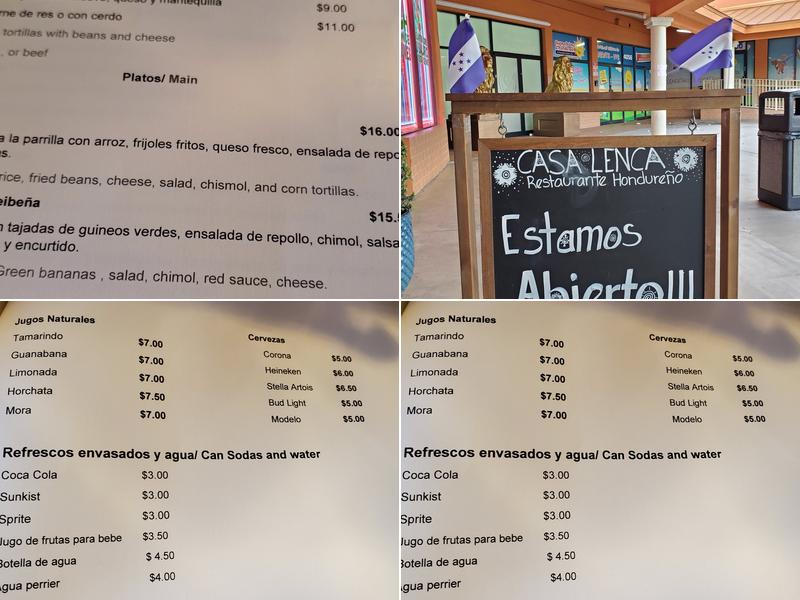 queso y mantequilla
$9.00
rne de res o con cerdo
$11.00
tortillas with beans and cheese
. or beef
Platos/ Main
$16.00
a la parrilla con arroz, frijoles fritos, queso fresco, ensalada de repo
s.
rice, fried beans, cheese, salad, chismol, and corn tortillas.
eibeña
$15.
n tajadas de guineos verdes, ensalada de repollo, chimol, salsa
y encurtido.
Green bananas , salad, chimol, red sauce, cheese.
CASA LENCA
Restaurante Hondureño
Estamos
Abierto!!!
Jugos Naturales
Tamarindo $7.00
Guanabana $7.00
Limonada $7.00
Horchata $7.50
Mora $7.00
Cervezas
Corona $5.00
Heineken $6.00
Stella Artois $6.50
Bud Light $5.00
Modelo $5.00
Refrescos envasados y agua/ Can Sodas and water
Coca Cola $3.00
Sunkist $3.00
Sprite $3.00
Jugo de frutas para bebe $3.50
Botella de agua $ 4.50
Agua perrier $4.00
Jugos Naturales
Tamarindo $7.00
Guanabana $7.00
Limonada $7.00
Horchata $7.50
Mora $7.00
Cervezas
Corona $5.00
Heineken $6.00
Stella Artois $6.50
Bud Light $5.00
Modelo $5.00
Refrescos envasados y agua/ Can Sodas and water
Coca Cola $3.00
Sunkist $3.00
Sprite $3.00
Jugo de frutas para bebe $3.50
Botella de agua $ 4.50
Agua perrier $4.00